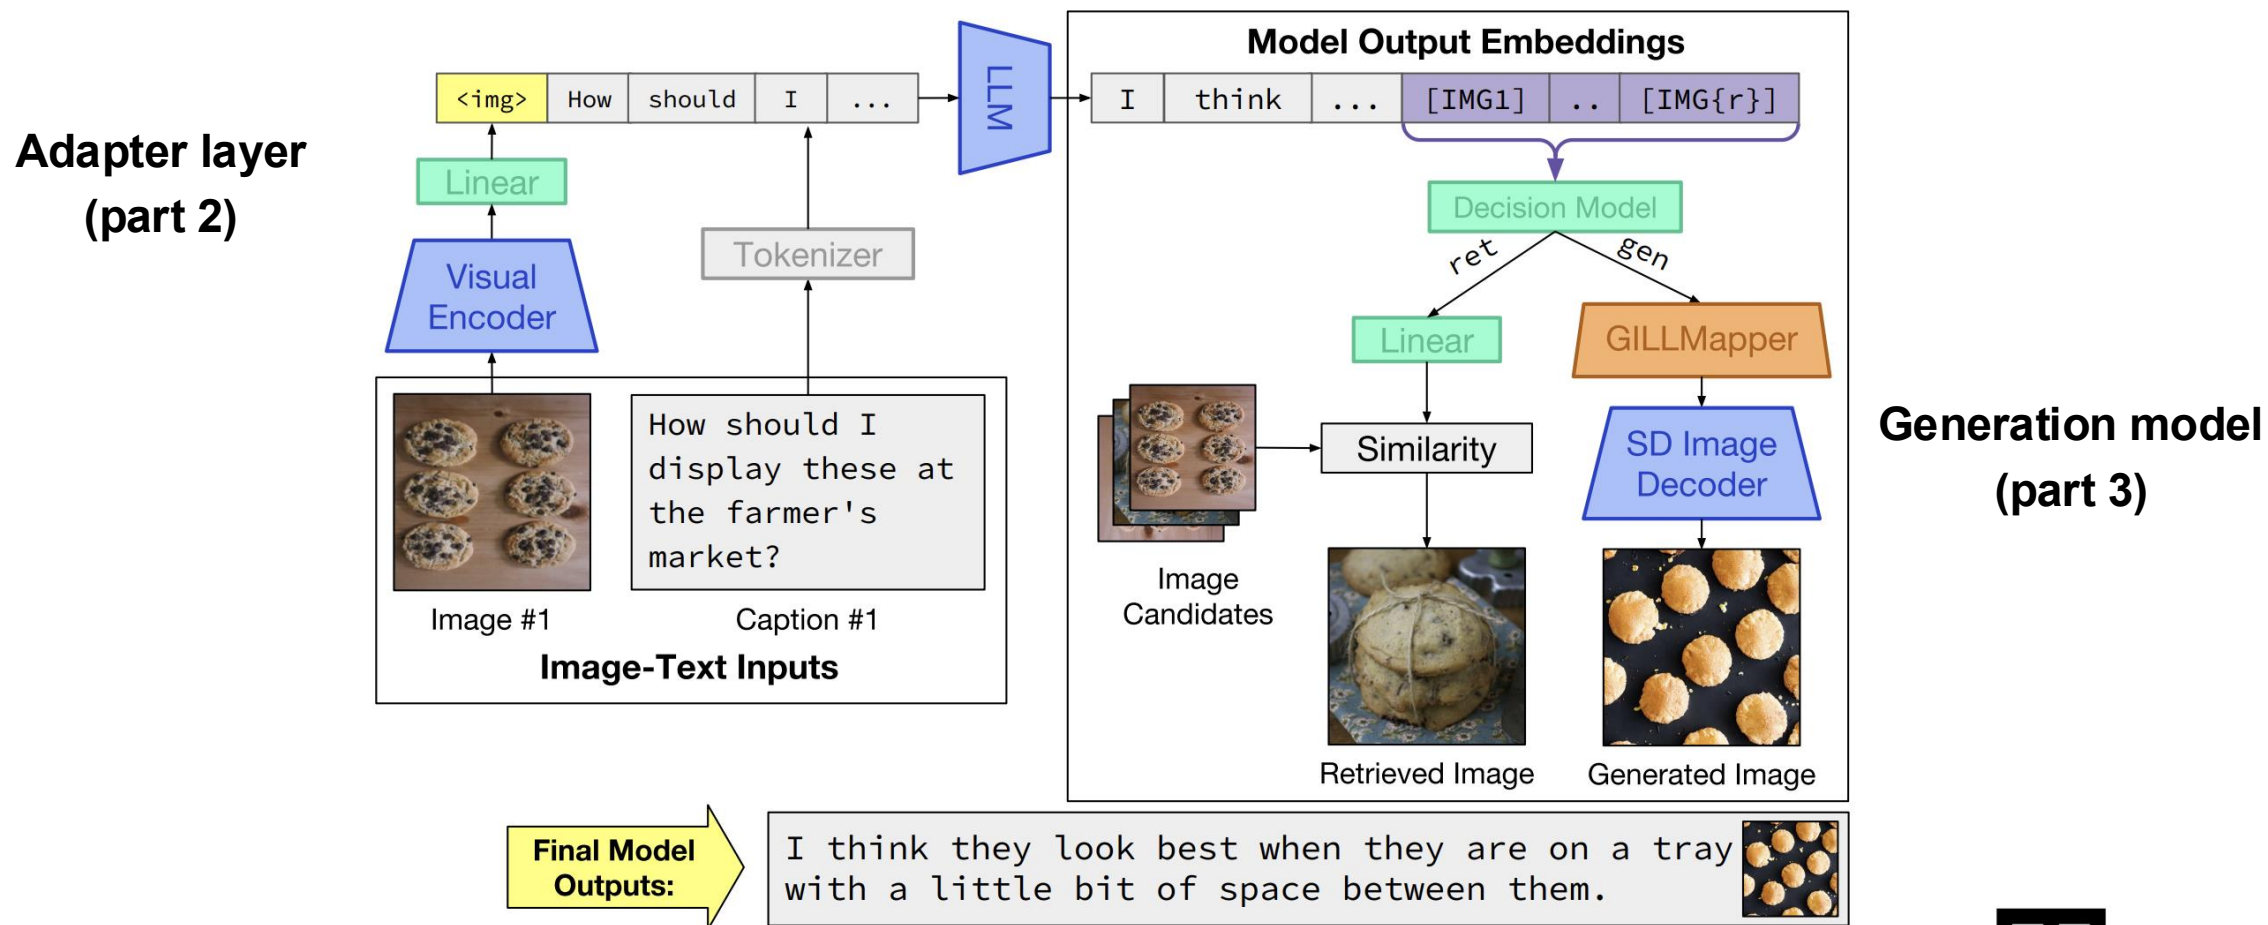 Adapter layer
(part 2)
<img>
How
should
I
...
Linear
Visual
Encoder
Tokenizer
How should I
display these at
the farmer's
market?
Image #1
Caption #1
Image-Text Inputs
LLM
Model Output Embeddings
I
think
...
[IMG1]
..
[IMG{r}]
Decision Model
ret
gen
Linear
GILLMapper
Similarity
SD Image
Decoder
Image
Candidates
Retrieved Image
Generated Image
Generation model
(part 3)
Final Model
Outputs:
I think they look best when they are on a tray
with a little bit of space between them.